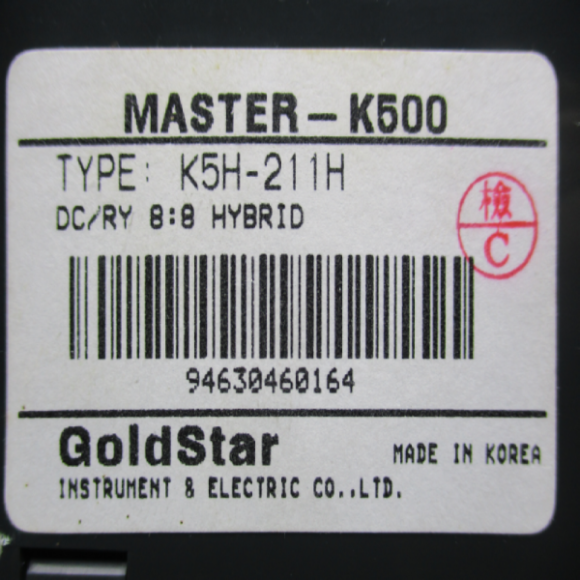 MASTER-K500
TYPE: K5H-211H
DC/RY 8:8 HYBRID
檢
C
94630460164
GoldStar
MADE IN KOREA
INSTRUMENT & ELECTRIC CO.,LTD.